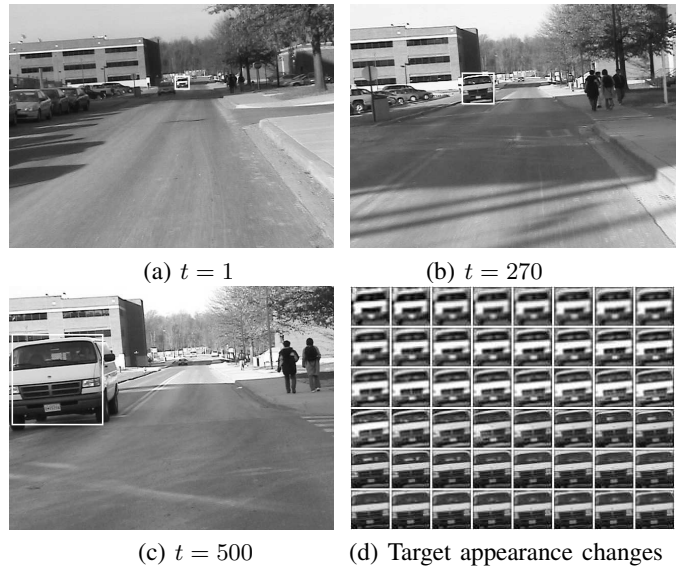 (a) t = 1
(b) t = 270
(c) t = 500
(d) Target appearance changes